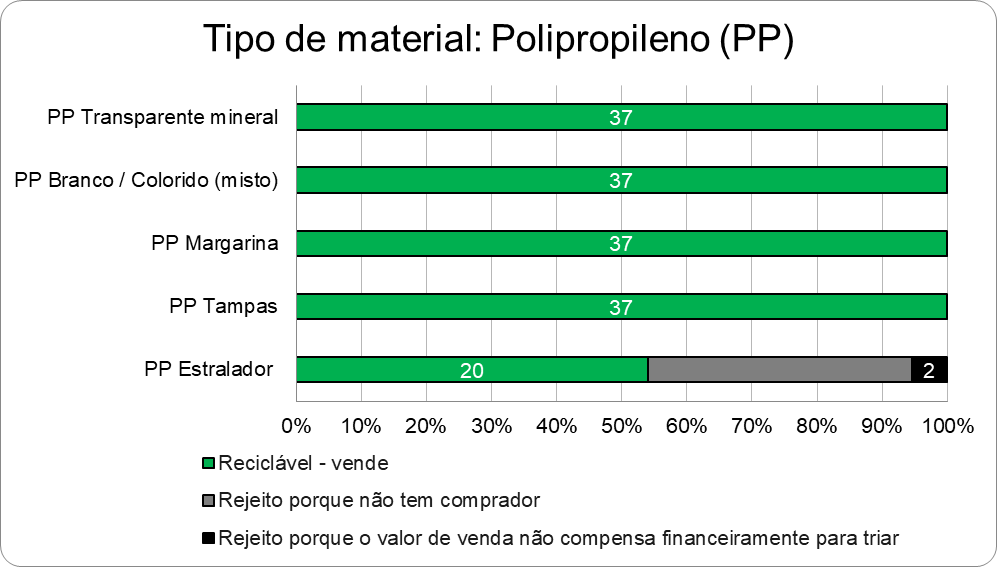 Tipo de material: Polipropileno (PP)
PP Transparente mineral
37
PP Branco / Colorido (misto)
37
PP Margarina
37
PP Tampas
37
PP Estralador
20
2
0%
10%
20%
30%
40%
50%
60%
70%
80%
90%
100%
Reciclável - vende
Rejeito porque não tem comprador
Rejeito porque o valor de venda não compensa financeiramente para triar